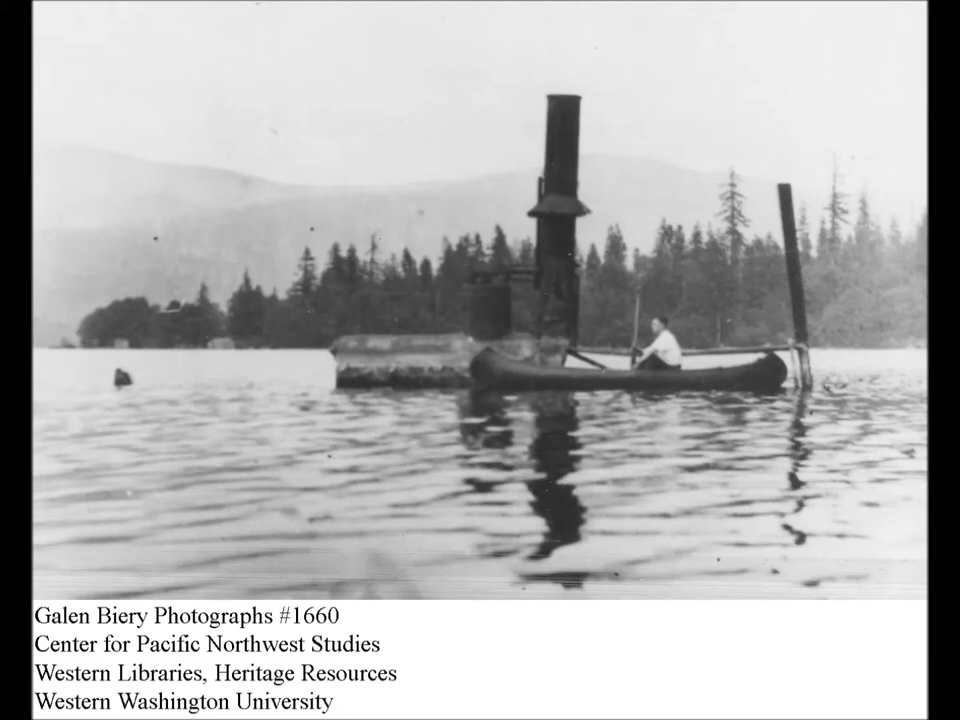 Galen Biery Photographs #1660
Center for Pacific Northwest Studies
Western Libraries, Heritage Resources
Western Washington University